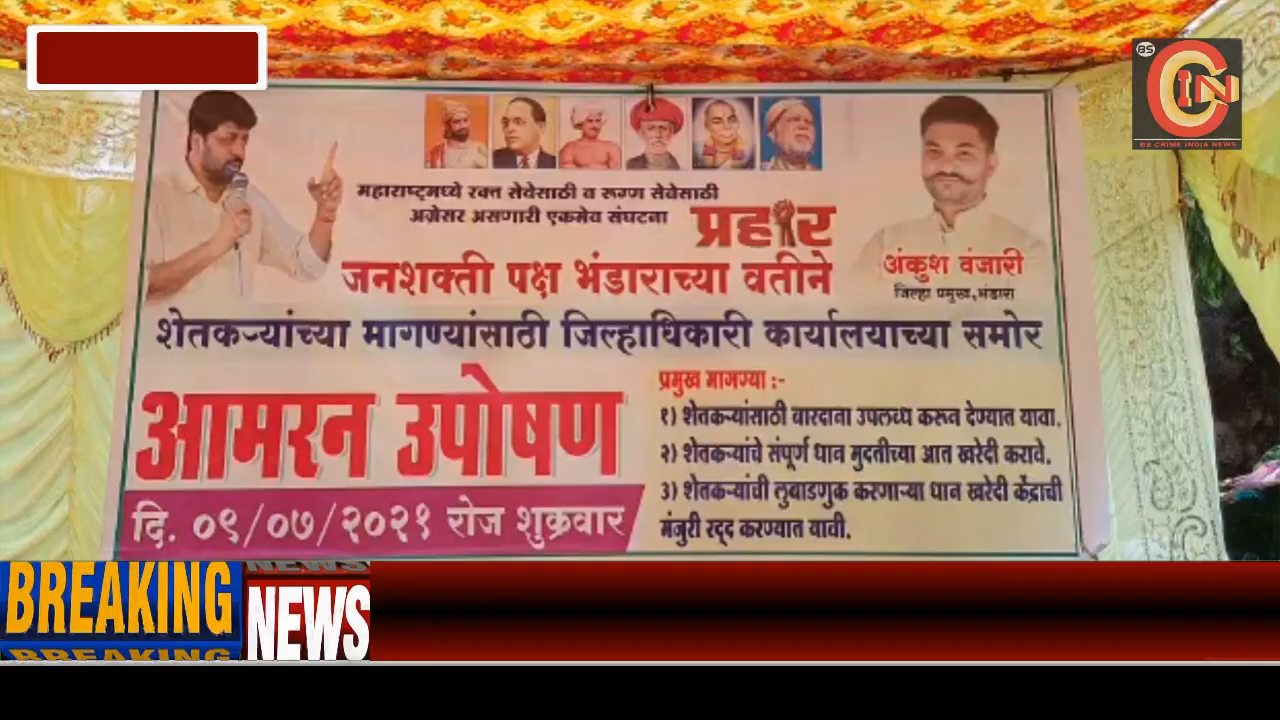 BS
CIN
BS CRIME INDIA NEWS
महाराष्ट्रमध्ये रक्त सेवेसाठी व रूग्ण सेवेसाठी
अग्रेसर असणारी एकमेव संघटना
प्रहार
जनशक्ती पक्ष भंडाराच्या वतीने
अंकुश वंजारी
जिल्हा प्रमुख,भंडारा
शेतकऱ्यांच्या मागण्यांसाठी जिल्हाधिकारी कार्यालयाच्या समोर
आमरन उपोषण
दि. ०९/०७/२०२१ रोज शुक्रवार
प्रमुख मागण्या :-
१) शेतकऱ्यांसाठी बारदाना उपलब्ध करून देण्यात यावा.
२) शेतकऱ्यांचे संपूर्ण धान मुदतीच्या आत खरेदी करावे.
३) शेतकऱ्यांची लुबाडणुक करणाऱ्या धान खरेदी केंद्राची
मंजुरी रद्द करण्यात यावी.
BREAKING
NEWS